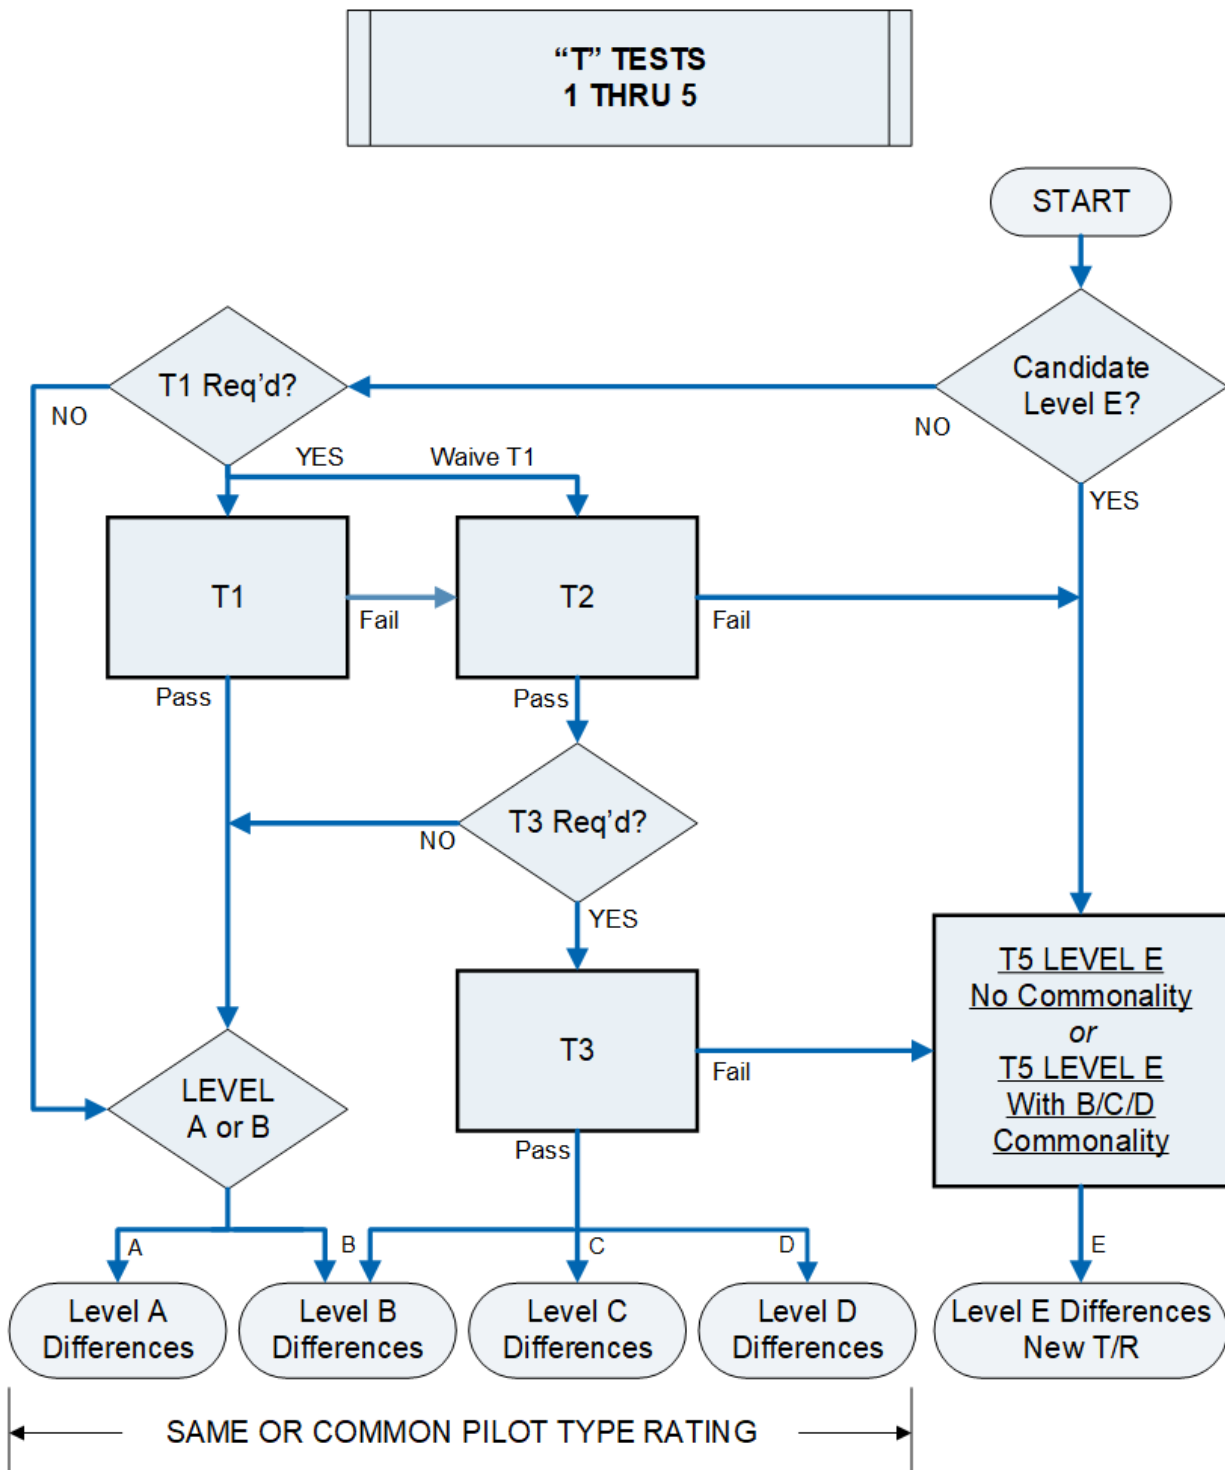 “T” TESTS
1 THRU 5
START
Candidate
Level E?
NO
YES
T1 Req’d?
NO
YES
Waive T1
T1
Fail
Pass
T2
Fail
Pass
T3 Req’d?
NO
YES
T3
Fail
Pass
T5 LEVEL E
No Commonality
or
T5 LEVEL E
With B/C/D
Commonality
LEVEL
A or B
A
B
C
D
E
Level A
Differences
Level B
Differences
Level C
Differences
Level D
Differences
Level E Differences
New T/R
SAME OR COMMON PILOT TYPE RATING